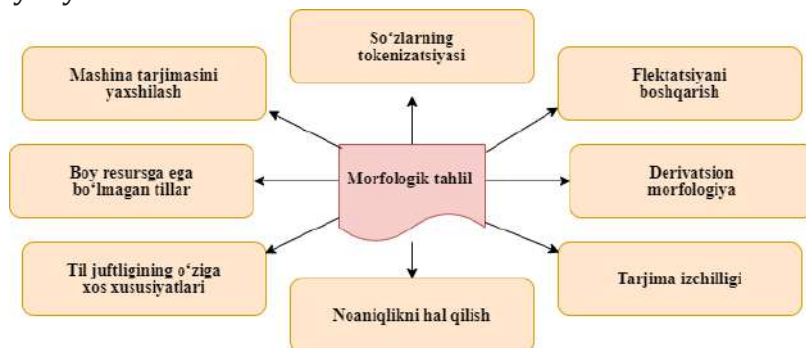 So‘zlarning
tokenizatsiyasi
Mashina tarjimasini
yaxshilash
Flektatsiyani
boshqarish
Boy resursga ega
bo‘lmagan tillar
Morfologik tahlil
Derivatsion
morfologiya
Til juftligining o‘ziga
xos xususiyatlari
Noaniqlikni hal qilish
Tarjima izchilligi